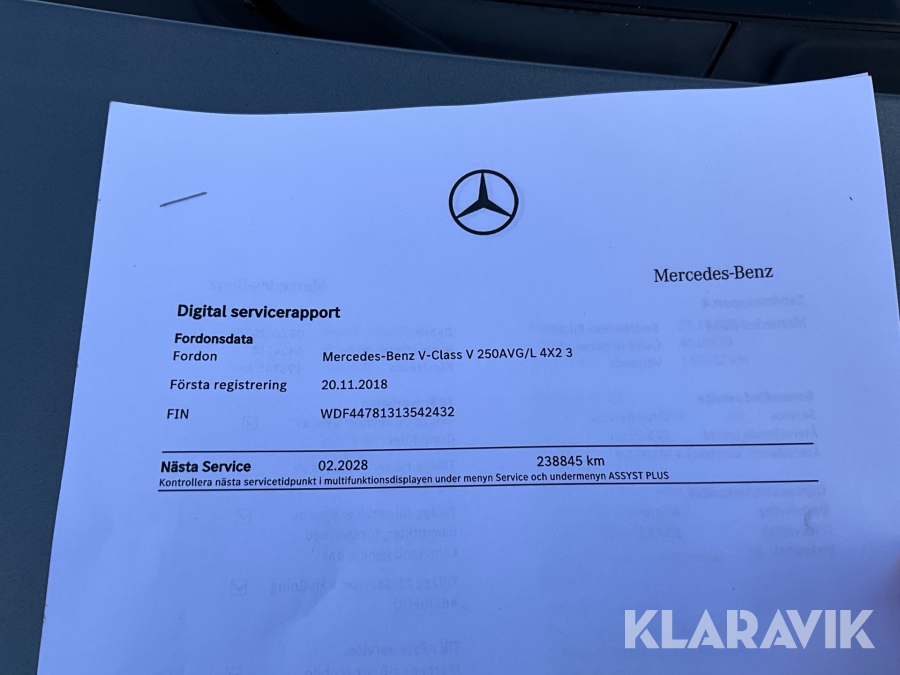 Mercedes-Benz
Digital servicerapport
Fordonsdata
Fordon Mercedes-Benz V-Class V 250AVG/L 4X2 3
Första registrering 20.11.2018
FIN WDF44781313542432
Nästa Service 02.2028 238845 km
Kontrollera nästa servicetidpunkt i multifunktionsdisplayen under menyn Service och undermenyn ASSYST PLUS
KLARAVIK